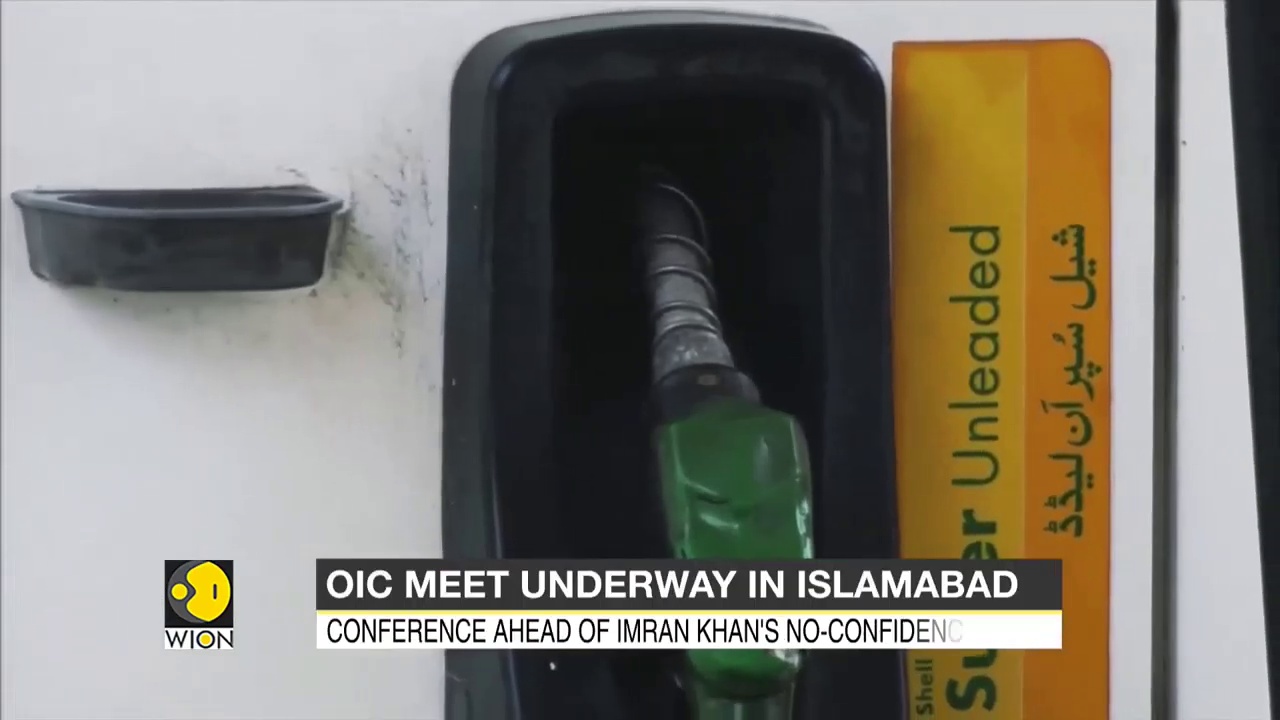 Shell
Super Unleaded
شیل سُپر اَن لیڈڈ
WION
OIC MEET UNDERWAY IN ISLAMABAD
CONFERENCE AHEAD OF IMRAN KHAN'S NO-CONFIDENC